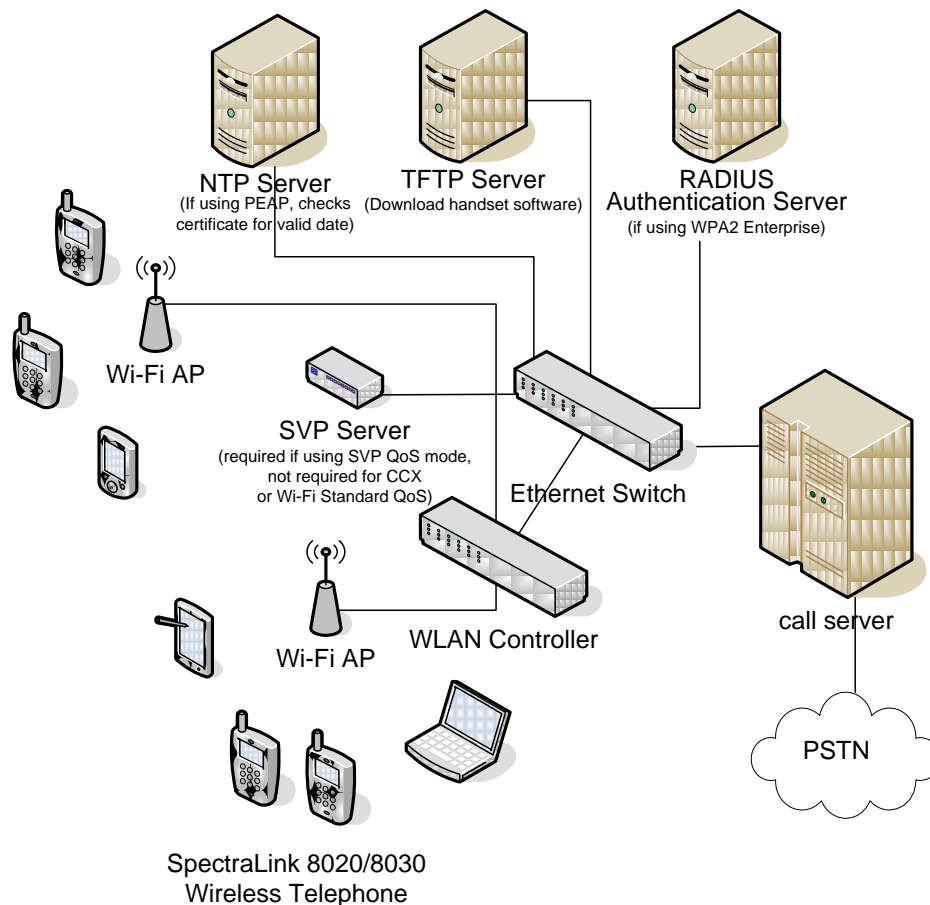 NTP Server
(If using PEAP, checks
certificate for valid date)
TFTP Server
(Download handset software)
RADIUS
Authentication Server
(if using WPA2 Enterprise)
Wi-Fi AP
SVP Server
(required if using SVP QoS mode,
not required for CCX
or Wi-Fi Standard QoS)
Ethernet Switch
call server
Wi-Fi AP
WLAN Controller
PSTN
SpectraLink 8020/8030
Wireless Telephone